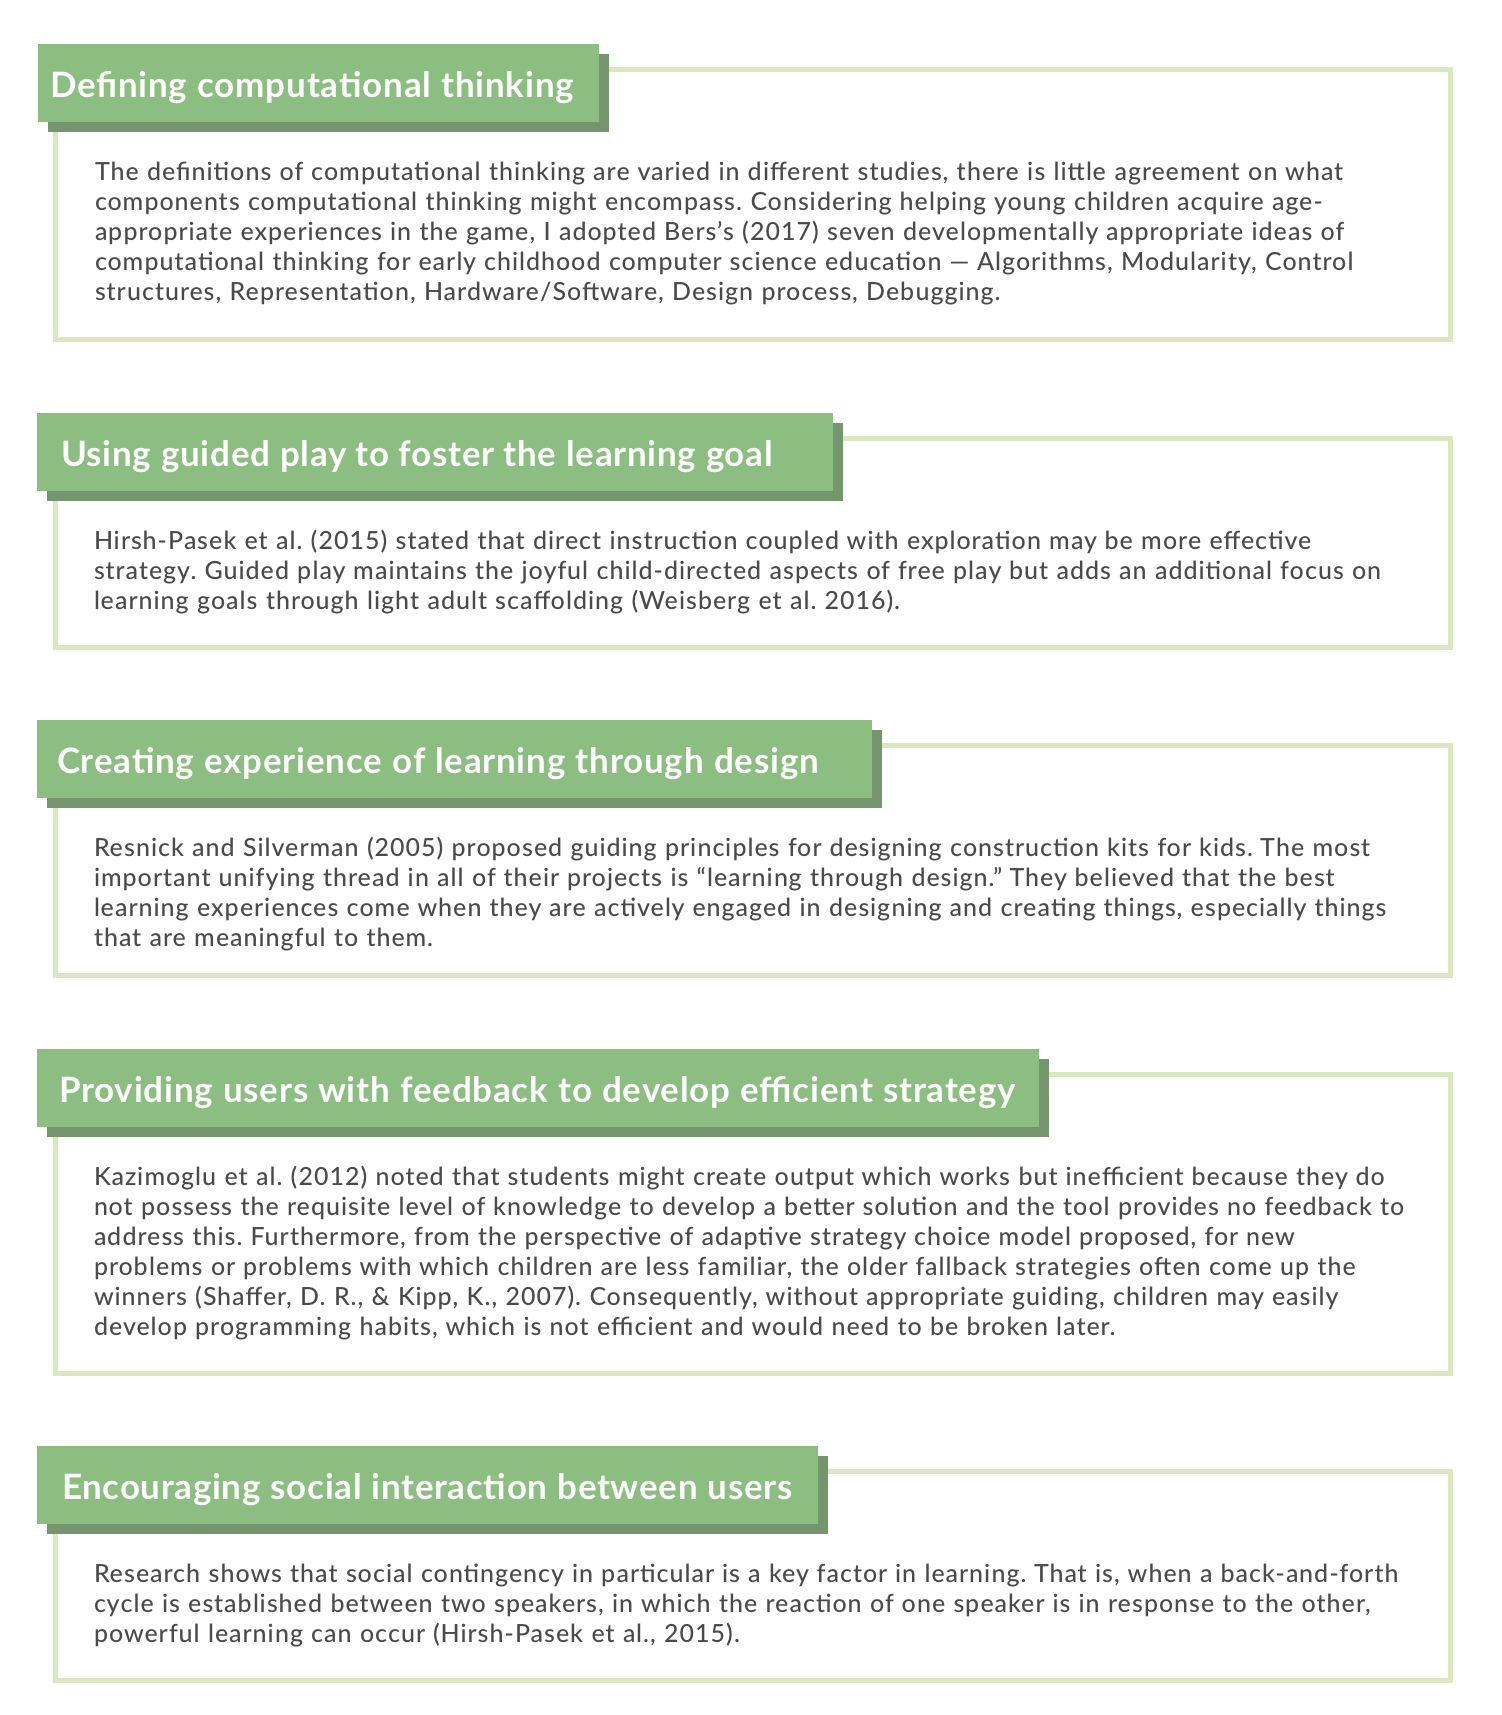 Defining computational thinking
The definitions of computational thinking are varied in different studies, there is little agreement on what
components computational thinking might encompass. Considering helping young children acquire age-
appropriate experiences in the game, I adopted Bers’s (2017) seven developmentally appropriate ideas of
computational thinking for early childhood computer science education — Algorithms, Modularity, Control
structures, Representation, Hardware/Software, Design process, Debugging.
Using guided play to foster the learning goal
Hirsh-Pasek et al. (2015) stated that direct instruction coupled with exploration may be more effective
strategy. Guided play maintains the joyful child-directed aspects of free play but adds an additional focus on
learning goals through light adult scaffolding (Weisberg et al. 2016).
Creating experience of learning through design
Resnick and Silverman (2005) proposed guiding principles for designing construction kits for kids. The most
important unifying thread in all of their projects is “learning through design.” They believed that the best
learning experiences come when they are actively engaged in designing and creating things, especially things
that are meaningful to them.
Providing users with feedback to develop efficient strategy
Kazimoglu et al. (2012) noted that students might create output which works but inefficient because they do
not possess the requisite level of knowledge to develop a better solution and the tool provides no feedback to
address this. Furthermore, from the perspective of adaptive strategy choice model proposed, for new
problems or problems with which children are less familiar, the older fallback strategies often come up the
winners (Shaffer, D. R., & Kipp, K., 2007). Consequently, without appropriate guiding, children may easily
develop programming habits, which is not efficient and would need to be broken later.
Encouraging social interaction between users
Research shows that social contingency in particular is a key factor in learning. That is, when a back-and-forth
cycle is established between two speakers, in which the reaction of one speaker is in response to the other,
powerful learning can occur (Hirsh-Pasek et al., 2015).